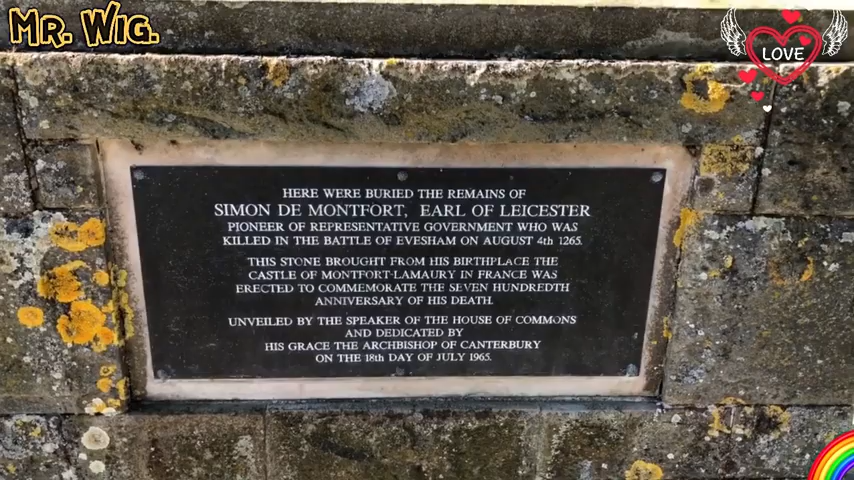 MR. WIG.
LOVE
HERE WERE BURIED THE REMAINS OF
SIMON DE MONTFORT, EARL OF LEICESTER
PIONEER OF REPRESENTATIVE GOVERNMENT WHO WAS
KILLED IN THE BATTLE OF EVESHAM ON AUGUST 4th 1265.
THIS STONE BROUGHT FROM HIS BIRTHPLACE THE
CASTLE OF MONTFORT-LAMAURY IN FRANCE WAS
ERECTED TO COMMEMORATE THE SEVEN HUNDREDTH
ANNIVERSARY OF HIS DEATH.
UNVEILED BY THE SPEAKER OF THE HOUSE OF COMMONS
AND DEDICATED BY
HIS GRACE THE ARCHBISHOP OF CANTERBURY
ON THE 18th DAY OF JULY 1965.